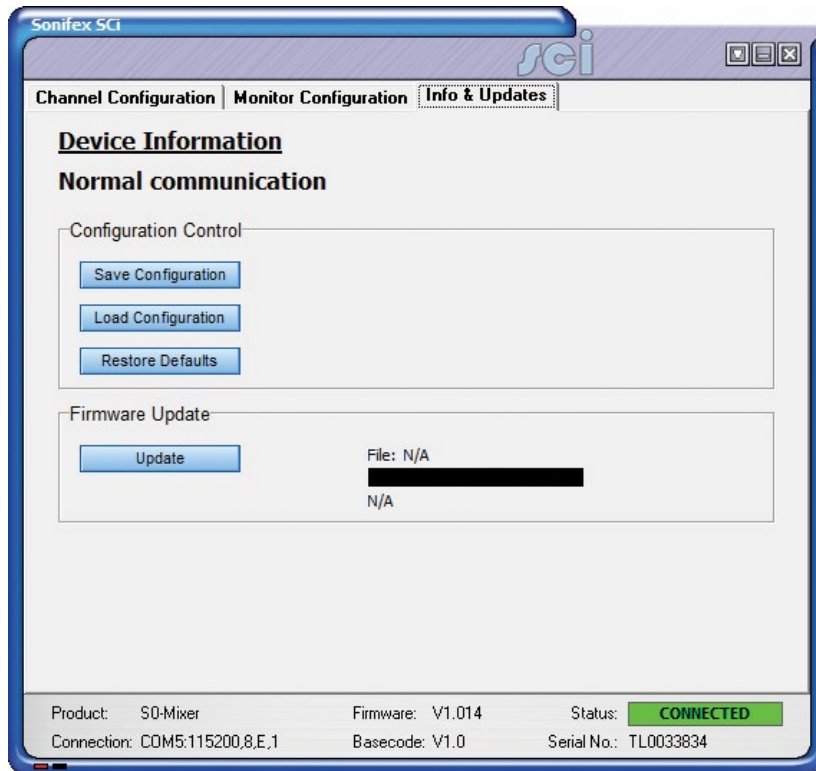 Sonifex SCi
sci
Channel Configuration Monitor Configuration Info & Updates
Device Information
Normal communication
Configuration Control
Save Configuration
Load Configuration
Restore Defaults
Firmware Update
Update File: N/A
N/A
Product: S0-Mixer Firmware: V1.014 Status: CONNECTED
Connection: COM5:115200,8,E,1 Basecode: V1.0 Serial No.: TL0033834